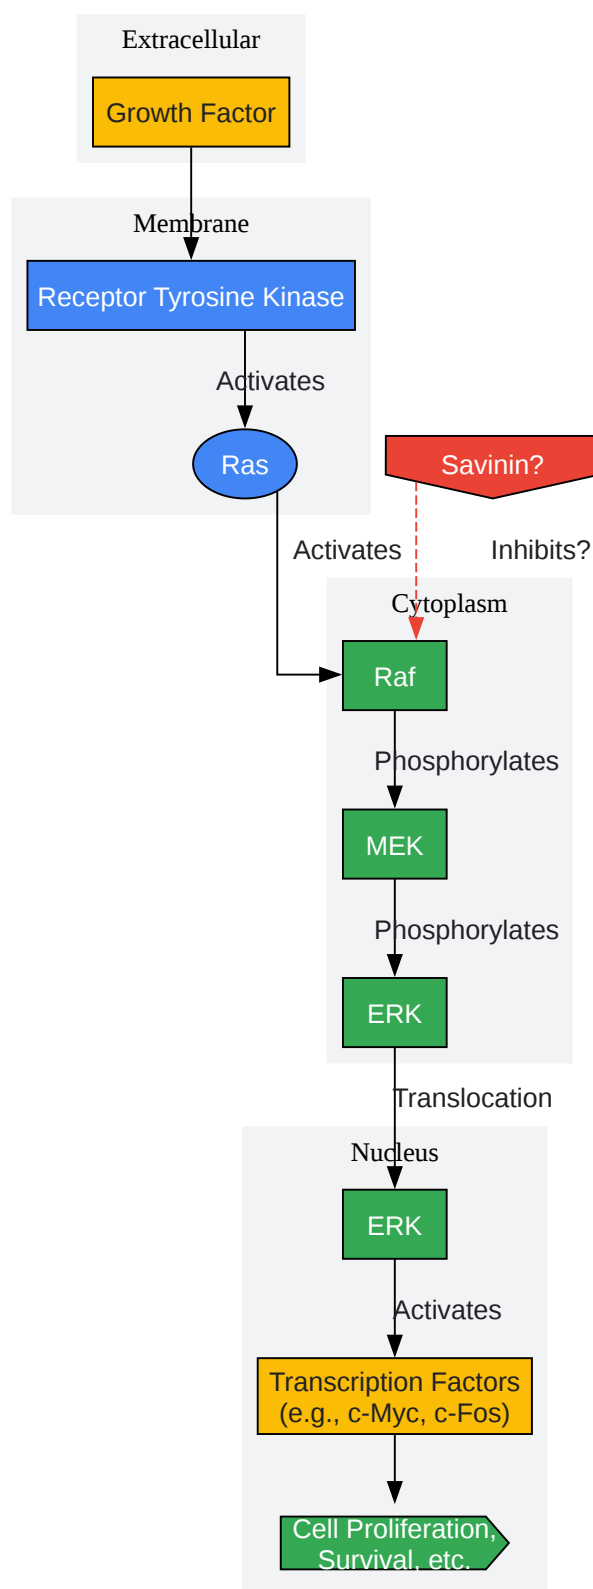 Extracellular
Growth Factor
Membrane
Receptor Tyrosine Kinase
Activates
Ras
Savinin?
Activates
Inhibits?
Cytoplasm
Raf
Phosphorylates
MEK
Phosphorylates
ERK
Translocation
Nucleus
ERK
Activates
Transcription Factors
(e.g., c-Myc, c-Fos)
Cell Proliferation,
Survival, etc.